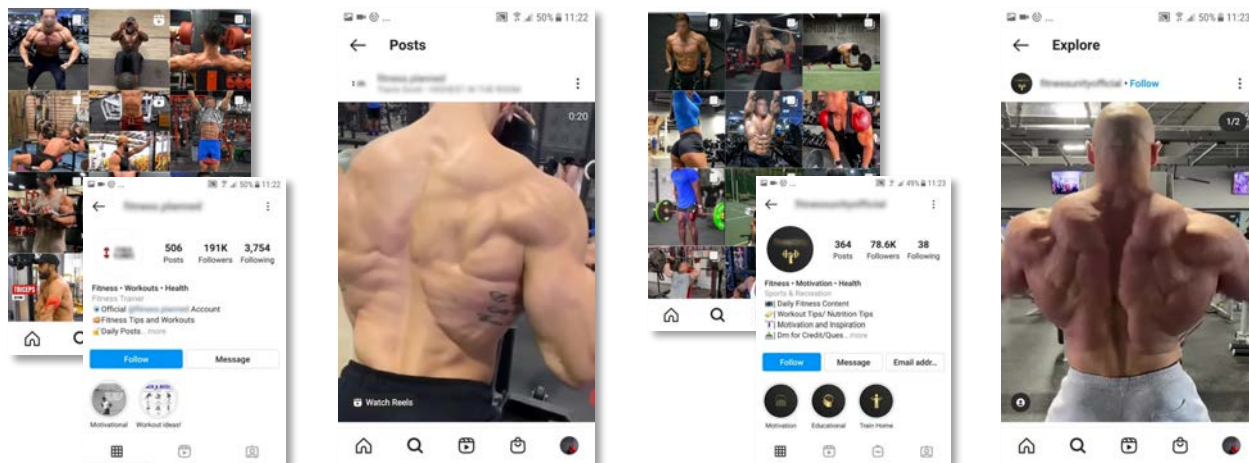 11:22
50%
506
191K
3,754
Posts
Followers
Following
Fitness • Workouts • Health
Fitness Trainer
Official Account
Fitness Tips and Workouts
Daily Posts... more
Follow
Message
Motivational
Workout ideas!
TRICEPS
50% 11:22
Posts
0:20
Watch Reels
49% 11:23
364
78.6K
38
Posts
Followers
Following
Fitness • Motivation • Health
Sports & Recreation
| Daily Fitness Content
| Workout Tips/ Nutrition Tips
| Motivation and Inspiration
| Dm for Credit/Ques... more
Follow
Message
Email addr...
Motivation
Educational
Train Home
50% 11:23
Explore
• Follow
1/2